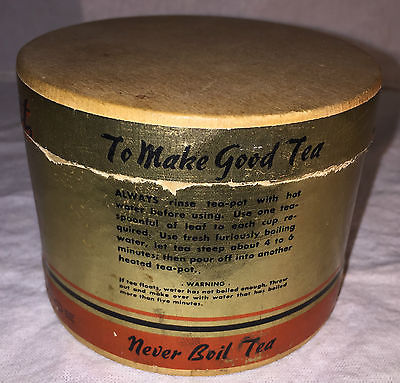 To Make Good Tea
ALWAYS rinse tea-pot with hot
water before using. Use one tea-
spoonful of leaf to each cup re-
quired. Use fresh furiously boiling
water, let tea steep about 4 to 6
minutes; then pour off into another
heated tea-pot.
. WARNING .
If tea floats, water has not boiled enough, throw
out and make over with water that has boiled
more than five minutes.
Never Boil Tea